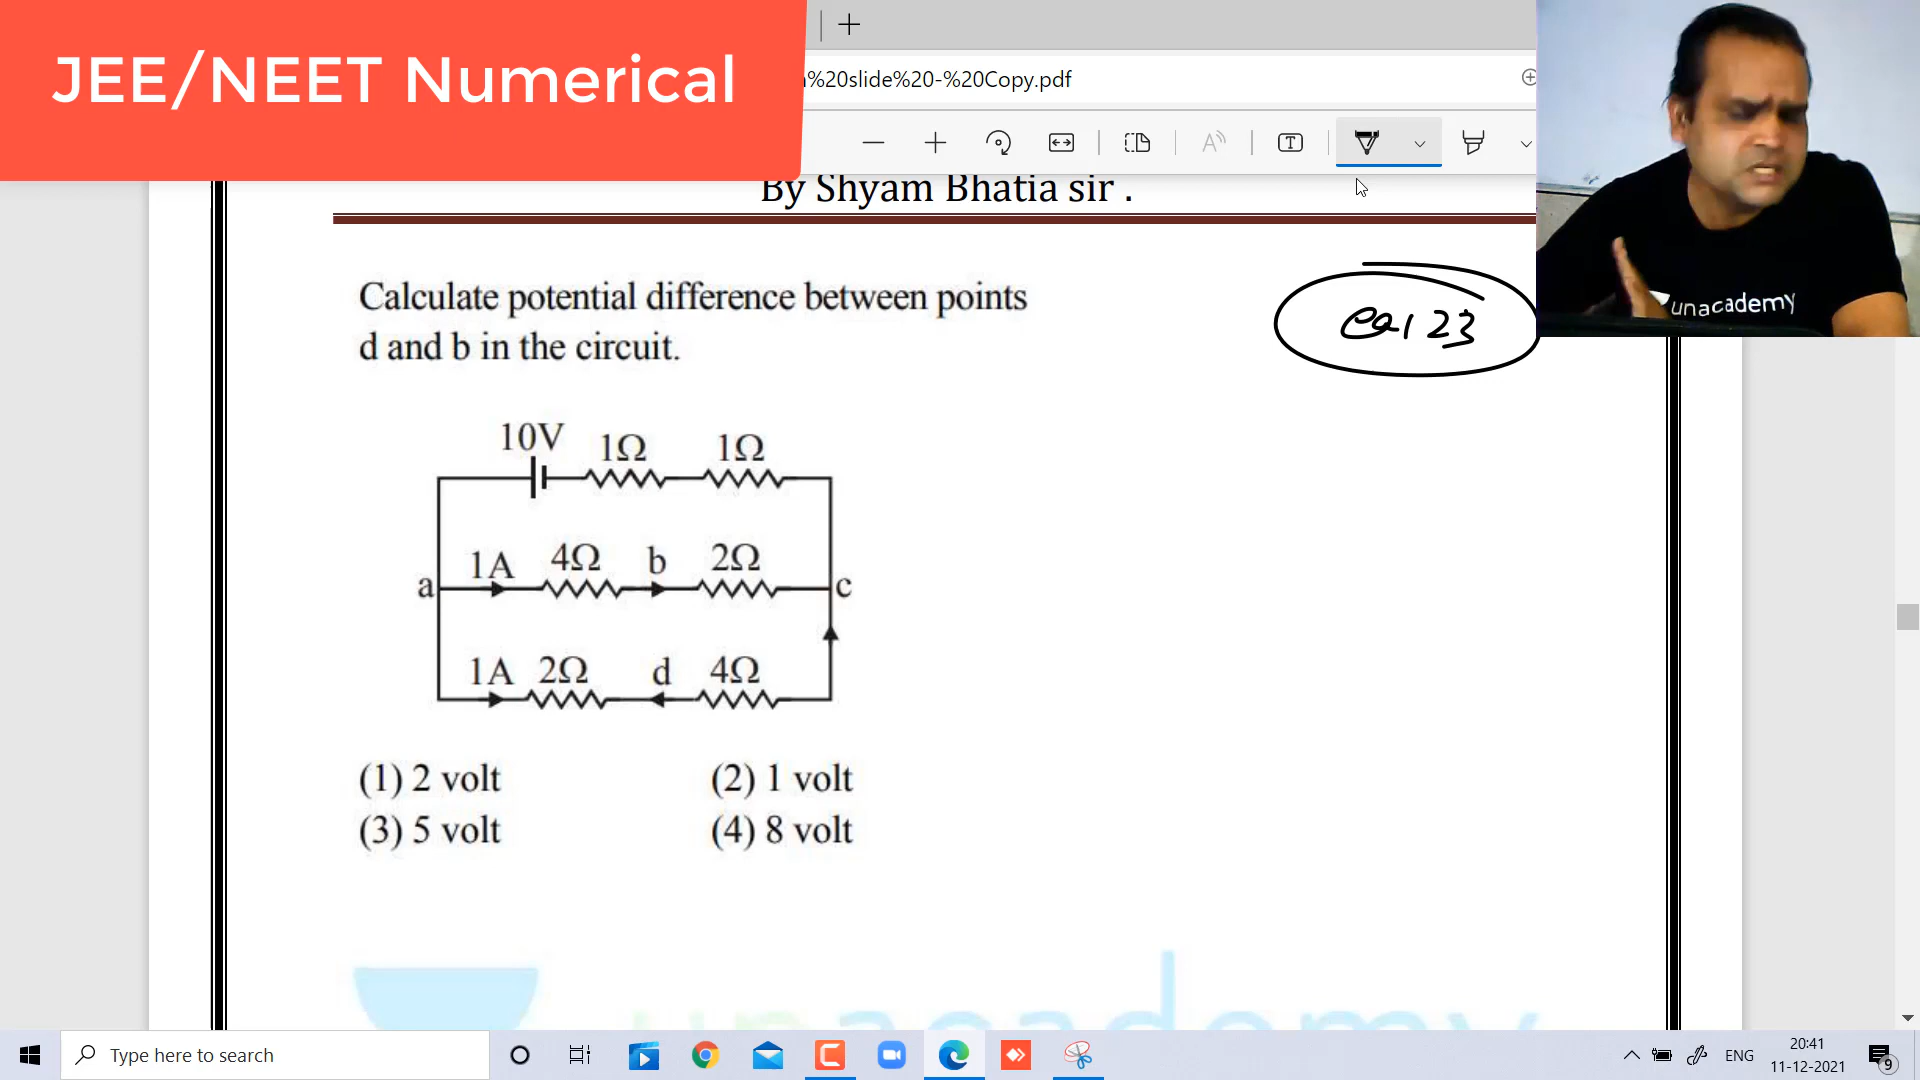 JEE/NEET Numerical
%20slide%20-%20Copy.pdf
By Shyam Bhatia sir .
Calculate potential difference between points
d and b in the circuit.
10V 1Ω 1Ω
1A 4Ω b 2Ω
a c
1A 2Ω d 4Ω
(1) 2 volt (2) 1 volt
(3) 5 volt (4) 8 volt
unacademy
unacademy
Type here to search
ENG
20:41
11-12-2021
9